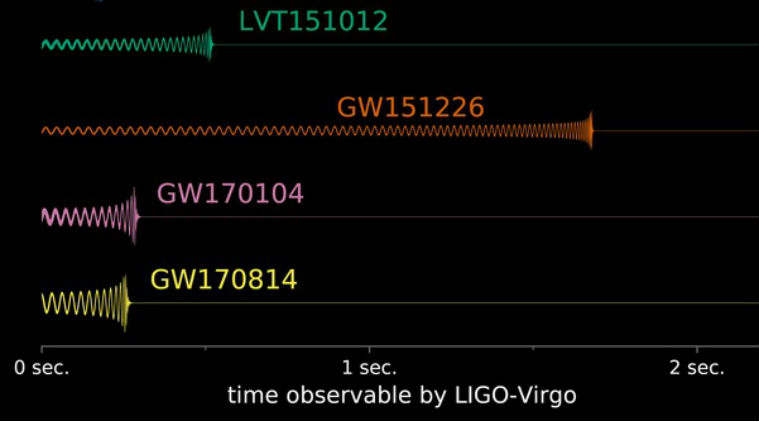 LVT151012
GW151226
GW170104
GW170814
0 sec.
1 sec.
2 sec.
time observable by LIGO-Virgo